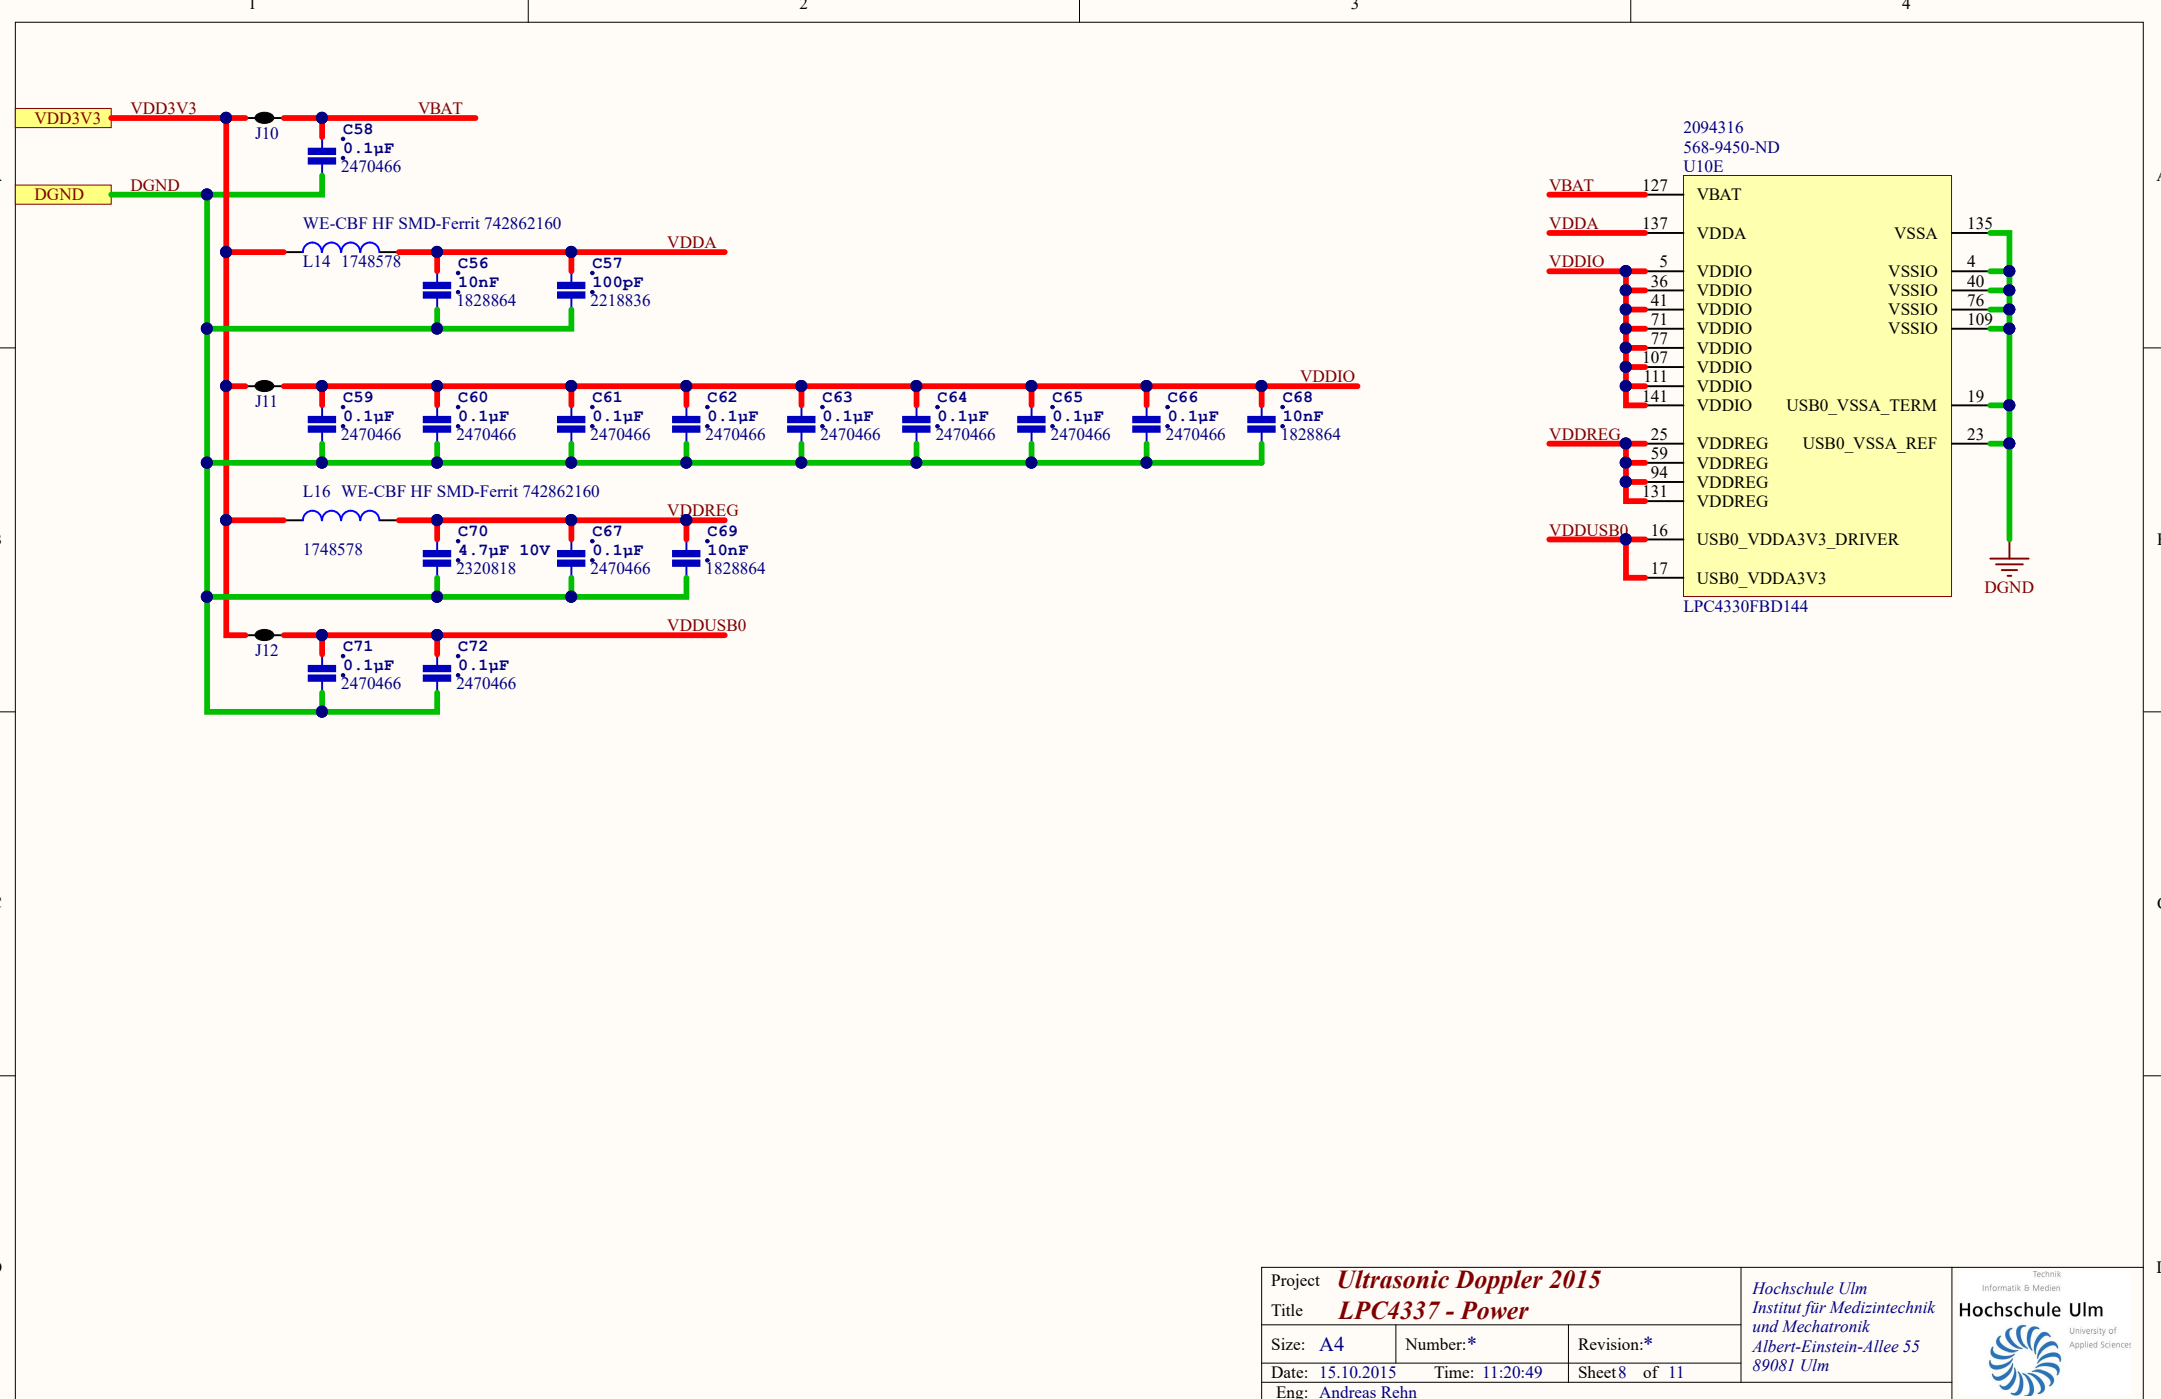 1 2 3 4
VDD3V3 VDD3V3 J10 VBAT
C58
0.1µF
2470466
DGND DGND
WE-CBF HF SMD-Ferrit 742862160
L14 1748578 VDDA
C56
10nF
1828864
C57
100pF
2218836
J11 VDDIO
C59
0.1µF
2470466
C60
0.1µF
2470466
C61
0.1µF
2470466
C62
0.1µF
2470466
C63
0.1µF
2470466
C64
0.1µF
2470466
C65
0.1µF
2470466
C66
0.1µF
2470466
C68
10nF
1828864
L16 WE-CBF HF SMD-Ferrit 742862160
1748578
VDDREG
C70
4.7µF 10V
2320818
C67
0.1µF
2470466
C69
10nF
1828864
J12 VDDUSB0
C71
0.1µF
2470466
C72
0.1µF
2470466
2094316
568-9450-ND
U10E
VBAT 127 VBAT
VDDA 137 VDDA VSSA 135
VDDIO 5 VDDIO VSSIO 4
36 VDDIO VSSIO 40
41 VDDIO VSSIO 76
71 VDDIO VSSIO 109
77 VDDIO
107 VDDIO
111 VDDIO
141 VDDIO USB0_VSSA_TERM 19
VDDREG 25 VDDREG USB0_VSSA_REF 23
59 VDDREG
94 VDDREG
131 VDDREG
VDDUSB0 16 USB0_VDDA3V3_DRIVER
17 USB0_VDDA3V3
DGND
LPC4330FBD144
Project Ultrasonic Doppler 2015
Title LPC4337 - Power
Size: A4 Number:* Revision:*
Date: 15.10.2015 Time: 11:20:49 Sheet 8 of 11
Eng: Andreas Rehn
Hochschule Ulm
Institut für Medizintechnik
und Mechatronik
Albert-Einstein-Allee 55
89081 Ulm
Technik
Informatik & Medien
Hochschule Ulm
University of
Applied Sciences